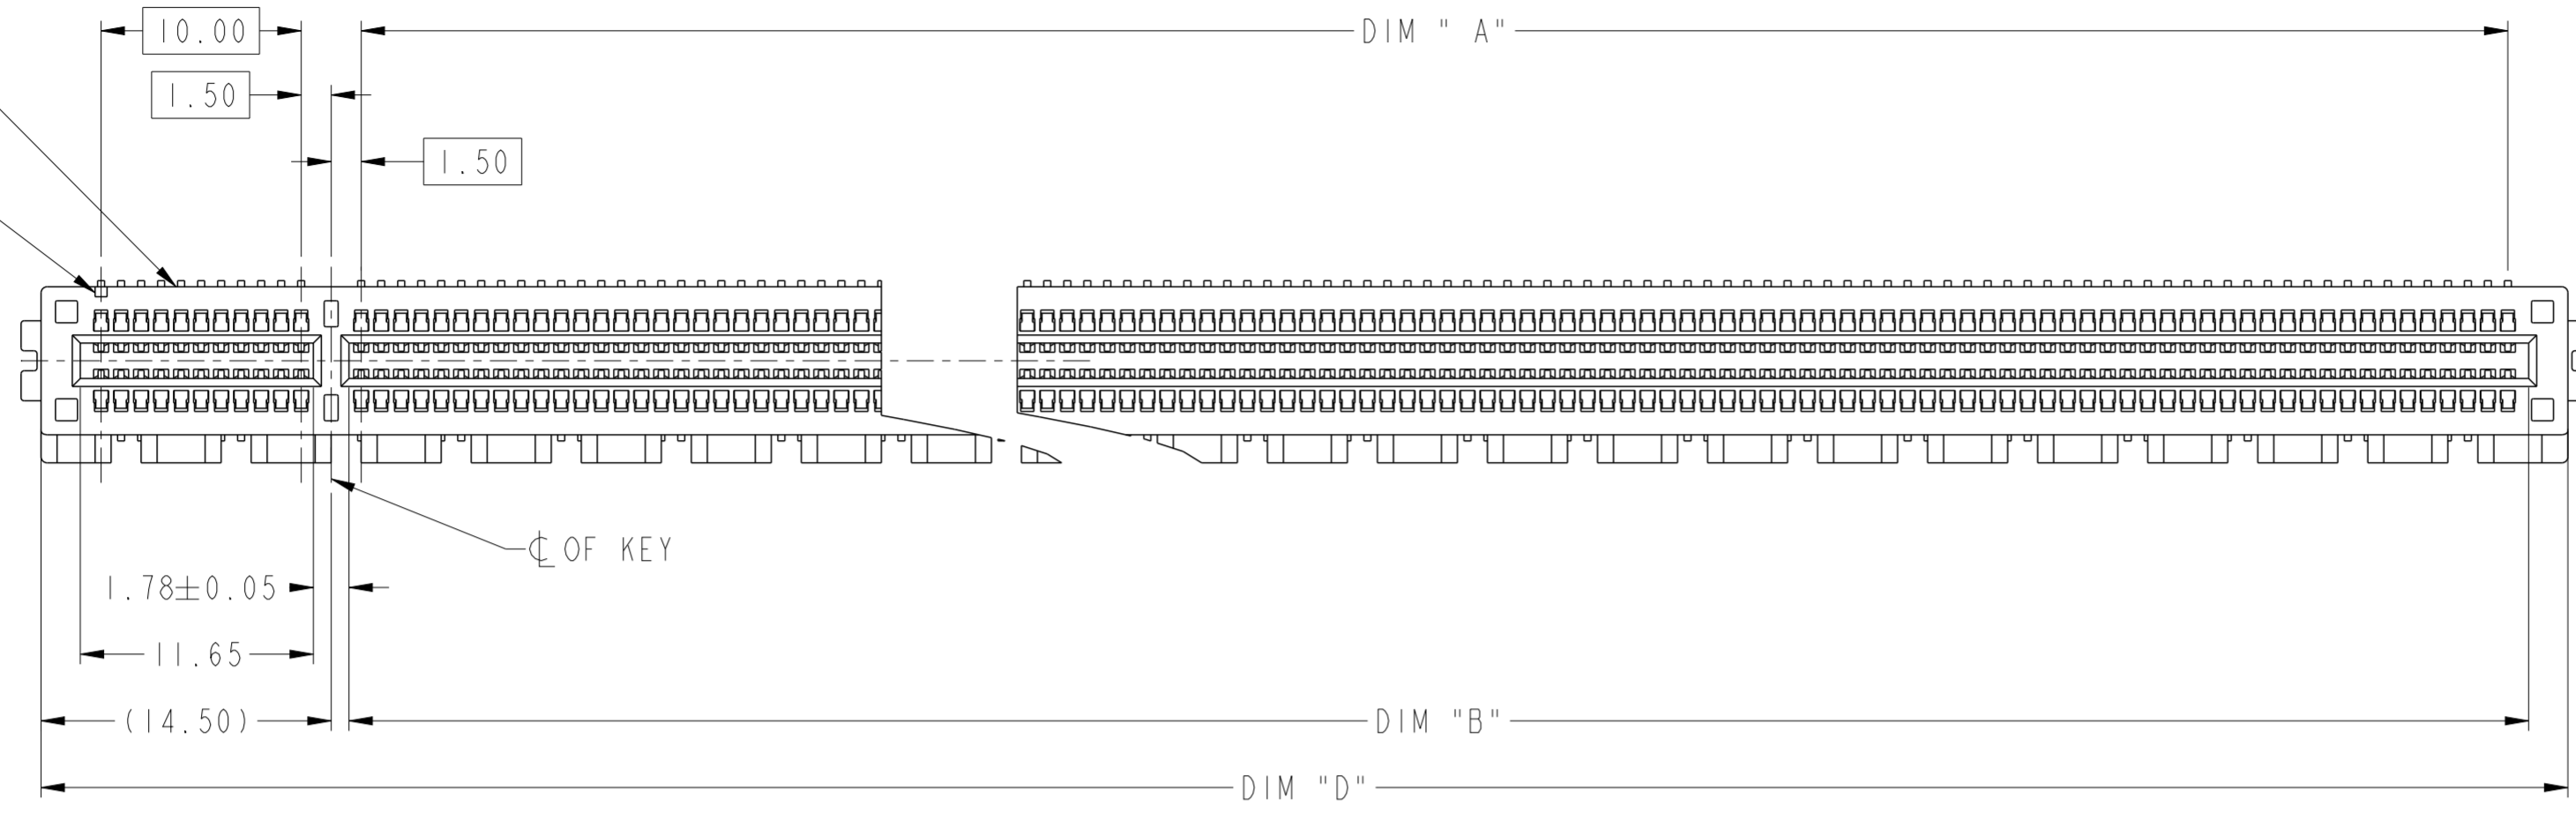 10.00
DIM " A"
1.50
1.50
℄ OF KEY
1.78±0.05
11.65
(14.50)
DIM "B"
DIM "D"